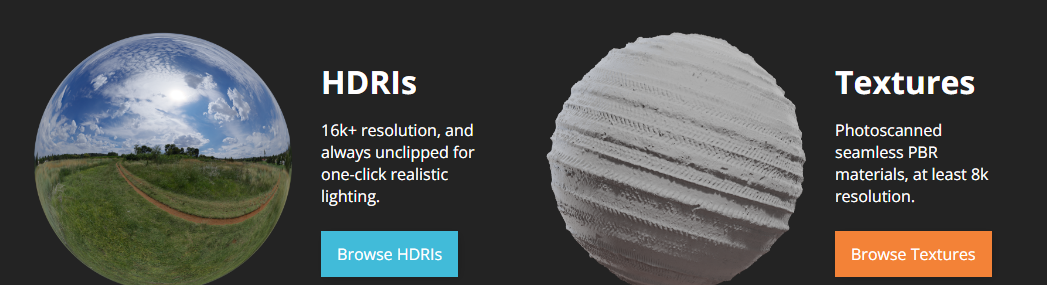 HDRIs
16k+ resolution, and
always unclipped for
one-click realistic
lighting.
Browse HDRIs
Textures
Photoscanned
seamless PBR
materials, at least 8k
resolution.
Browse Textures